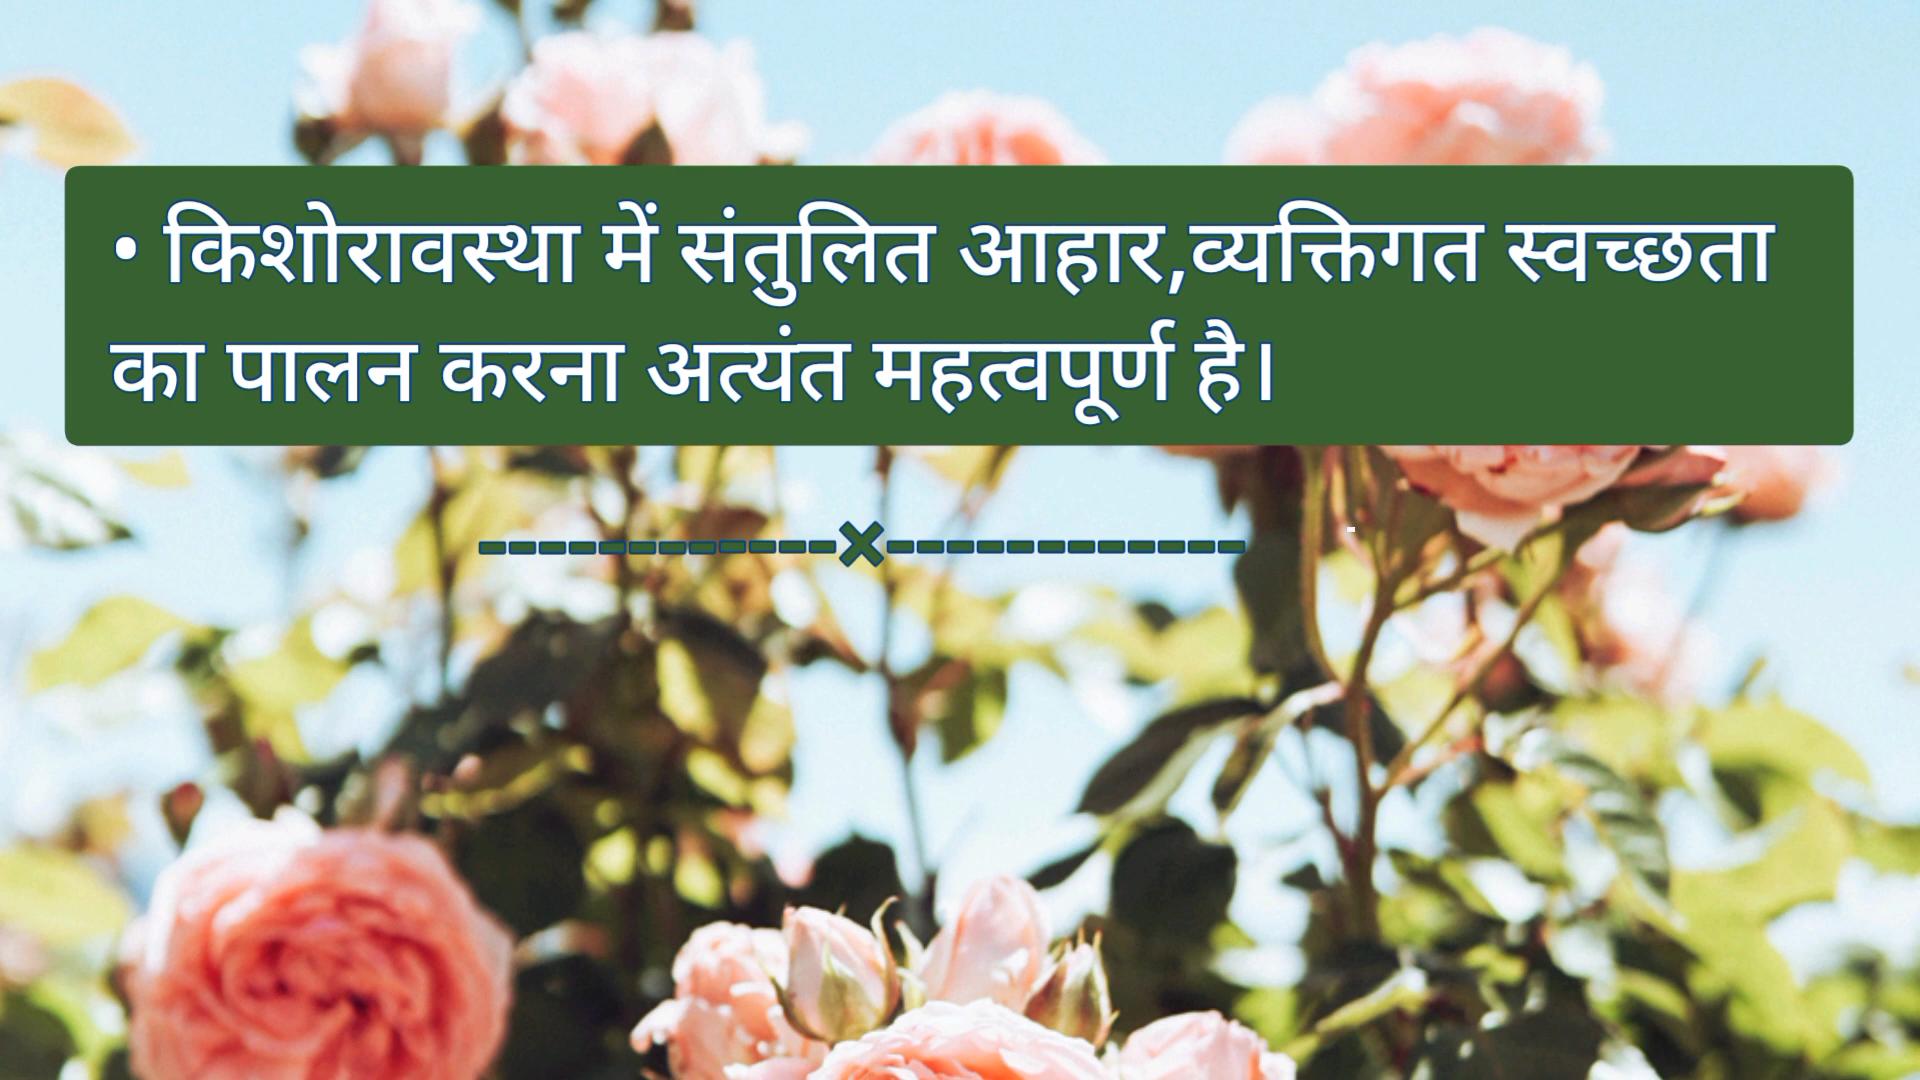 • किशोरावस्था में संतुलित आहार,व्यक्तिगत स्वच्छता
का पालन करना अत्यंत महत्वपूर्ण है।
------------×------------